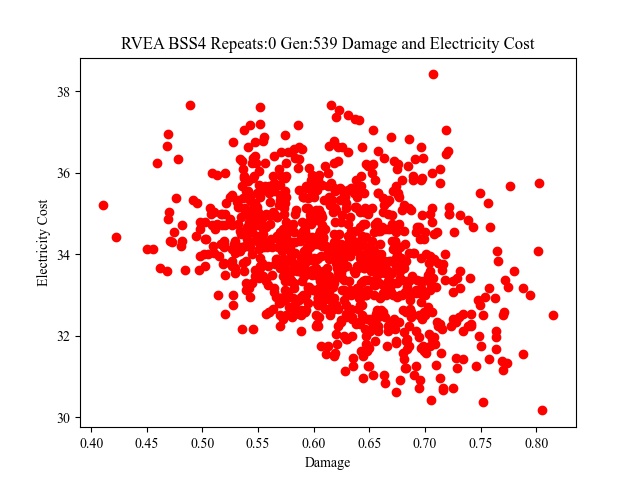 RVEA BSS4 Repeats:0 Gen:539 Damage and Electricity Cost
38
36
34
32
30
Electricity Cost
0.40 0.45 0.50 0.55 0.60 0.65 0.70 0.75 0.80
Damage